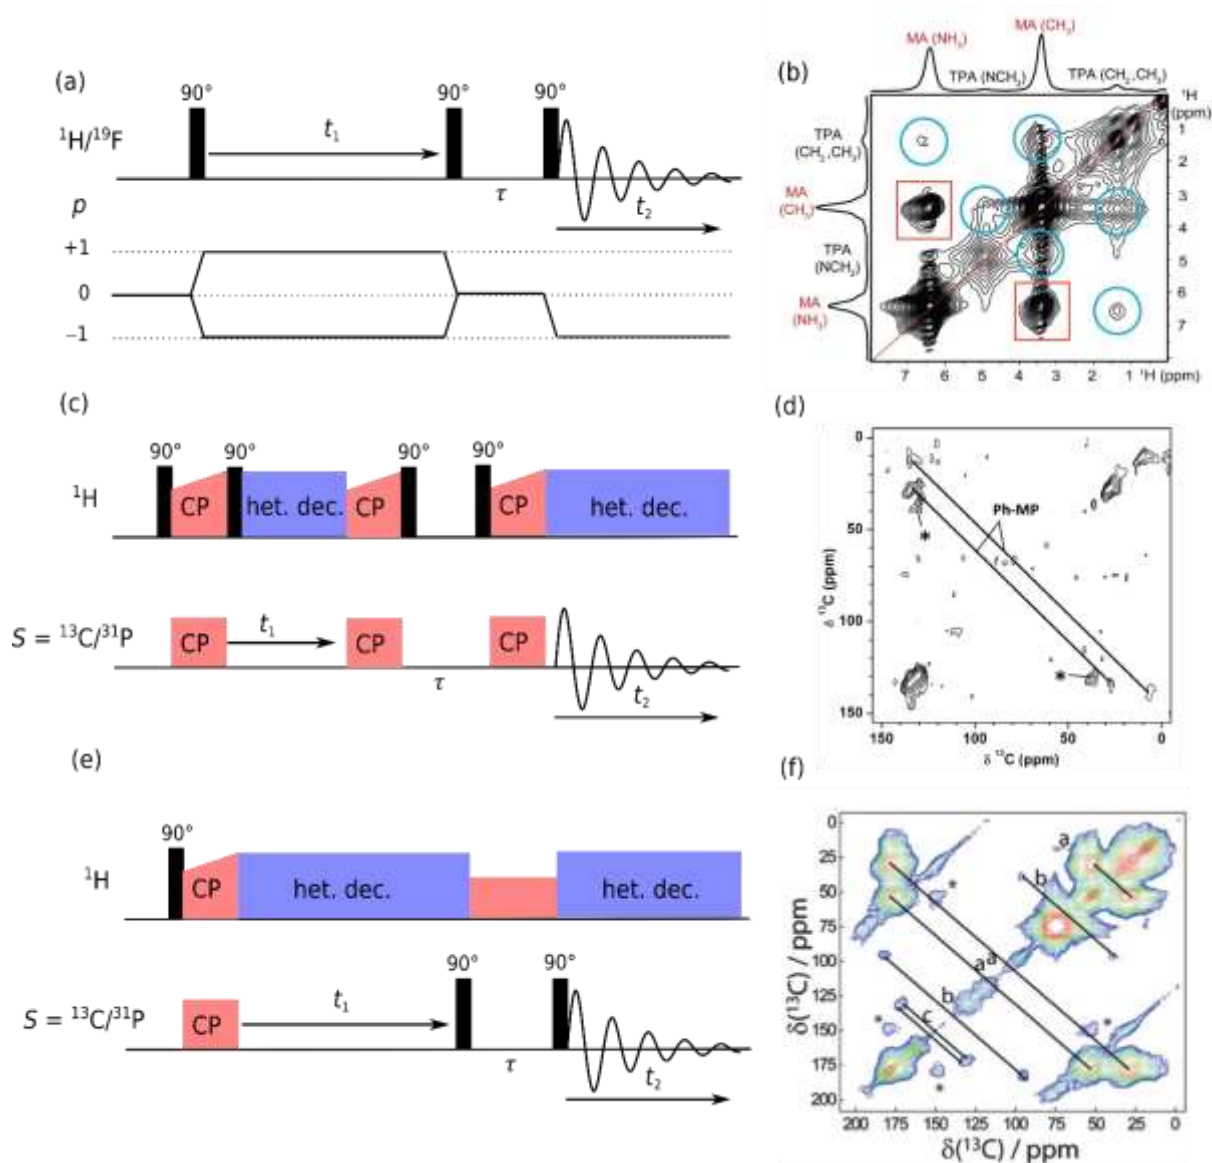 (a)
90° 90° 90°
¹H/¹⁹F
t₁
τ
t₂
p
+1
0
−1
(b)
MA (NH₃)
MA (CH₃)
TPA (NCH₂)
TPA (CH₂,CH₃)
¹H
(ppm)
TPA
(CH₂,CH₃)
MA
(CH₃)
TPA
(NCH₂)
MA
(NH₃)
1
2
3
4
5
6
7
7 6 5 4 3 2 1 ¹H (ppm)
(c)
90° 90° 90° 90°
¹H
CP het. dec. CP CP het. dec.
S = ¹³C/³¹P
CP t₁ CP CP
τ
t₂
(d)
0
50
100
150
δ ¹³C (ppm)
Ph-MP
*
*
150 100 50 0
δ ¹³C (ppm)
(e)
90°
¹H
CP het. dec. het. dec.
90° 90°
S = ¹³C/³¹P
CP t₁
τ
t₂
(f)
0
25
50
75
100
125
150
175
200
δ(¹³C) / ppm
a
b
*
a a
b
c
* *
*
200 175 150 125 100 75 50 25 0
δ(¹³C) / ppm